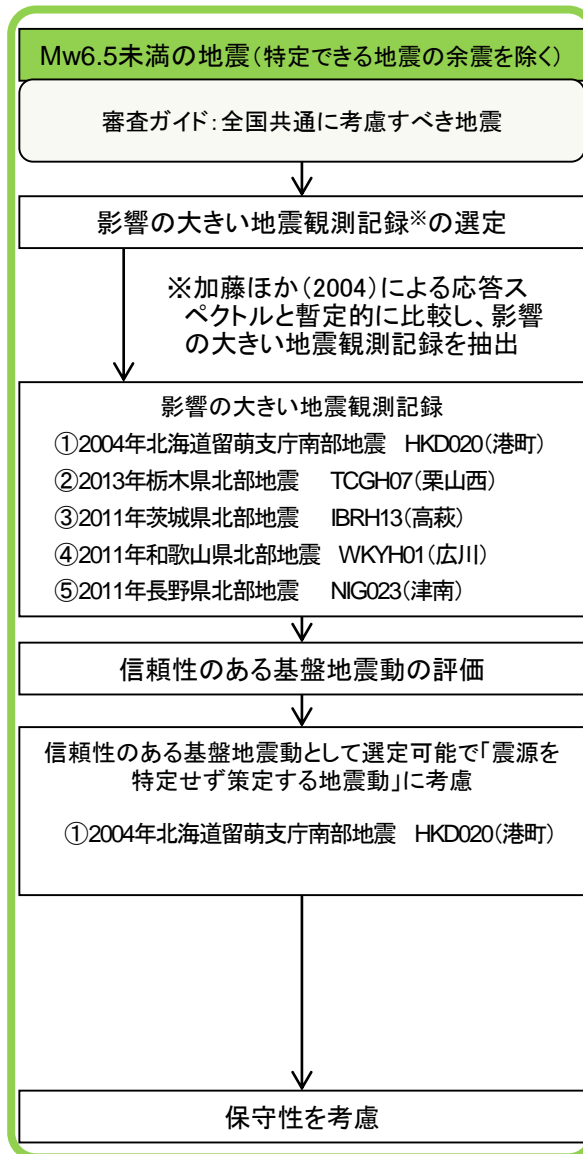 Mw6.5未満の地震(特定できる地震の余震を除く)
審査ガイド:全国共通に考慮すべき地震
影響の大きい地震観測記録※の選定
※加藤ほか(2004)による応答ス
ペクトルと暫定的に比較し、影響
の大きい地震観測記録を抽出
影響の大きい地震観測記録
①2004年北海道留萌支庁南部地震 HKD020(港町)
②2013年栃木県北部地震 TCGH07(栗山西)
③2011年茨城県北部地震 IBRH13(高萩)
④2011年和歌山県北部地震 WKYH01(広川)
⑤2011年長野県北部地震 NIG023(津南)
信頼性のある基盤地震動の評価
信頼性のある基盤地震動として選定可能で「震源を
特定せず策定する地震動」に考慮
①2004年北海道留萌支庁南部地震 HKD020(港町)
保守性を考慮